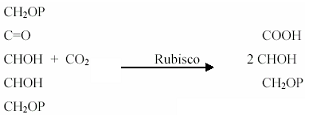 CH₂OP
C=O COOH
CHOH + CO₂ Rubisco 2 CHOH
CHOH CH₂OP
CH₂OP